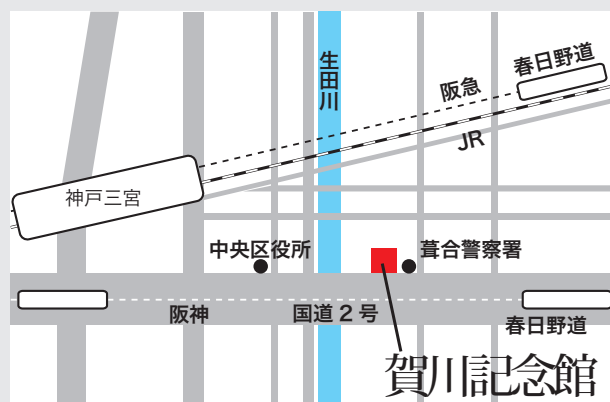 春日野道
生田川
阪急
JR
神戸三宮
中央区役所
葺合警察署
阪神
国道2号
春日野道
賀川記念館